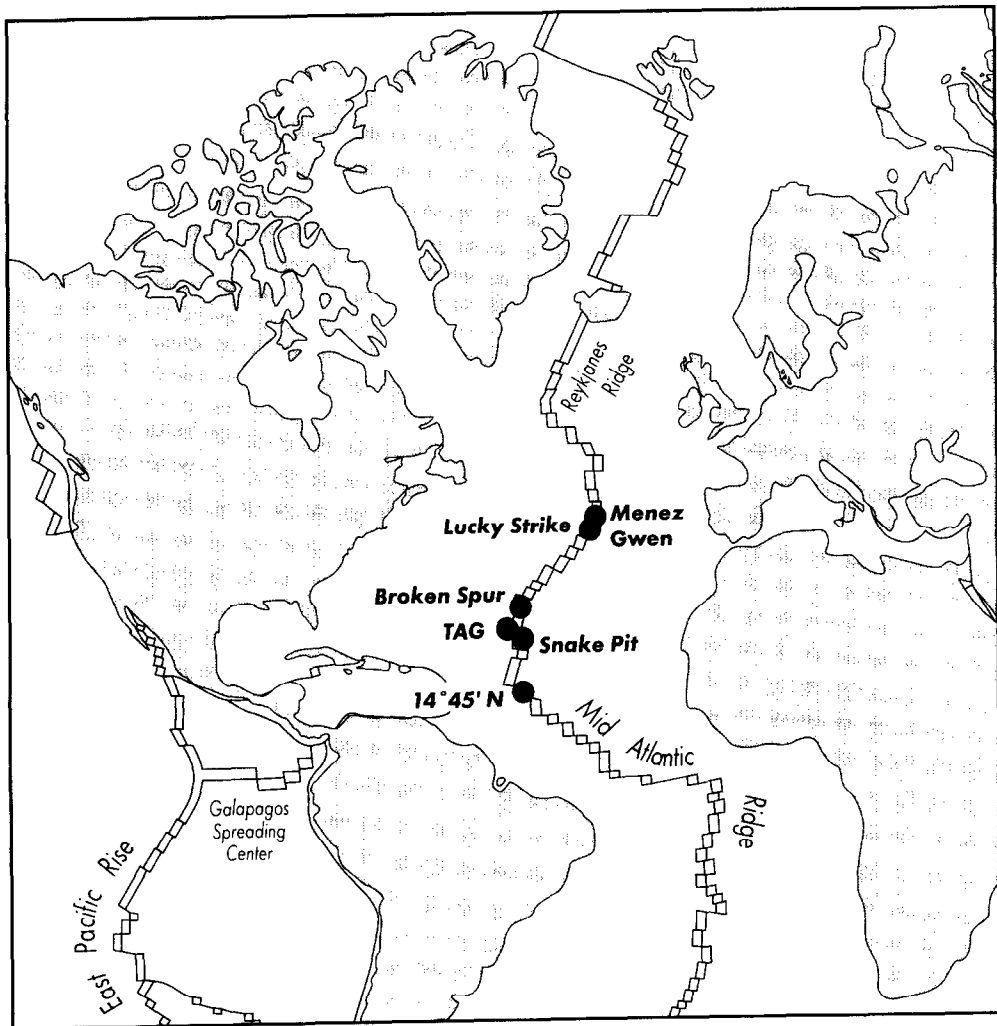 Reykjanes
Ridge
Lucky Strike
Menez
Gwen
Broken Spur
TAG
Snake Pit
14°45' N
Mid
Atlantic
Ridge
Galapagos
Spreading
Center
East Pacific Rise